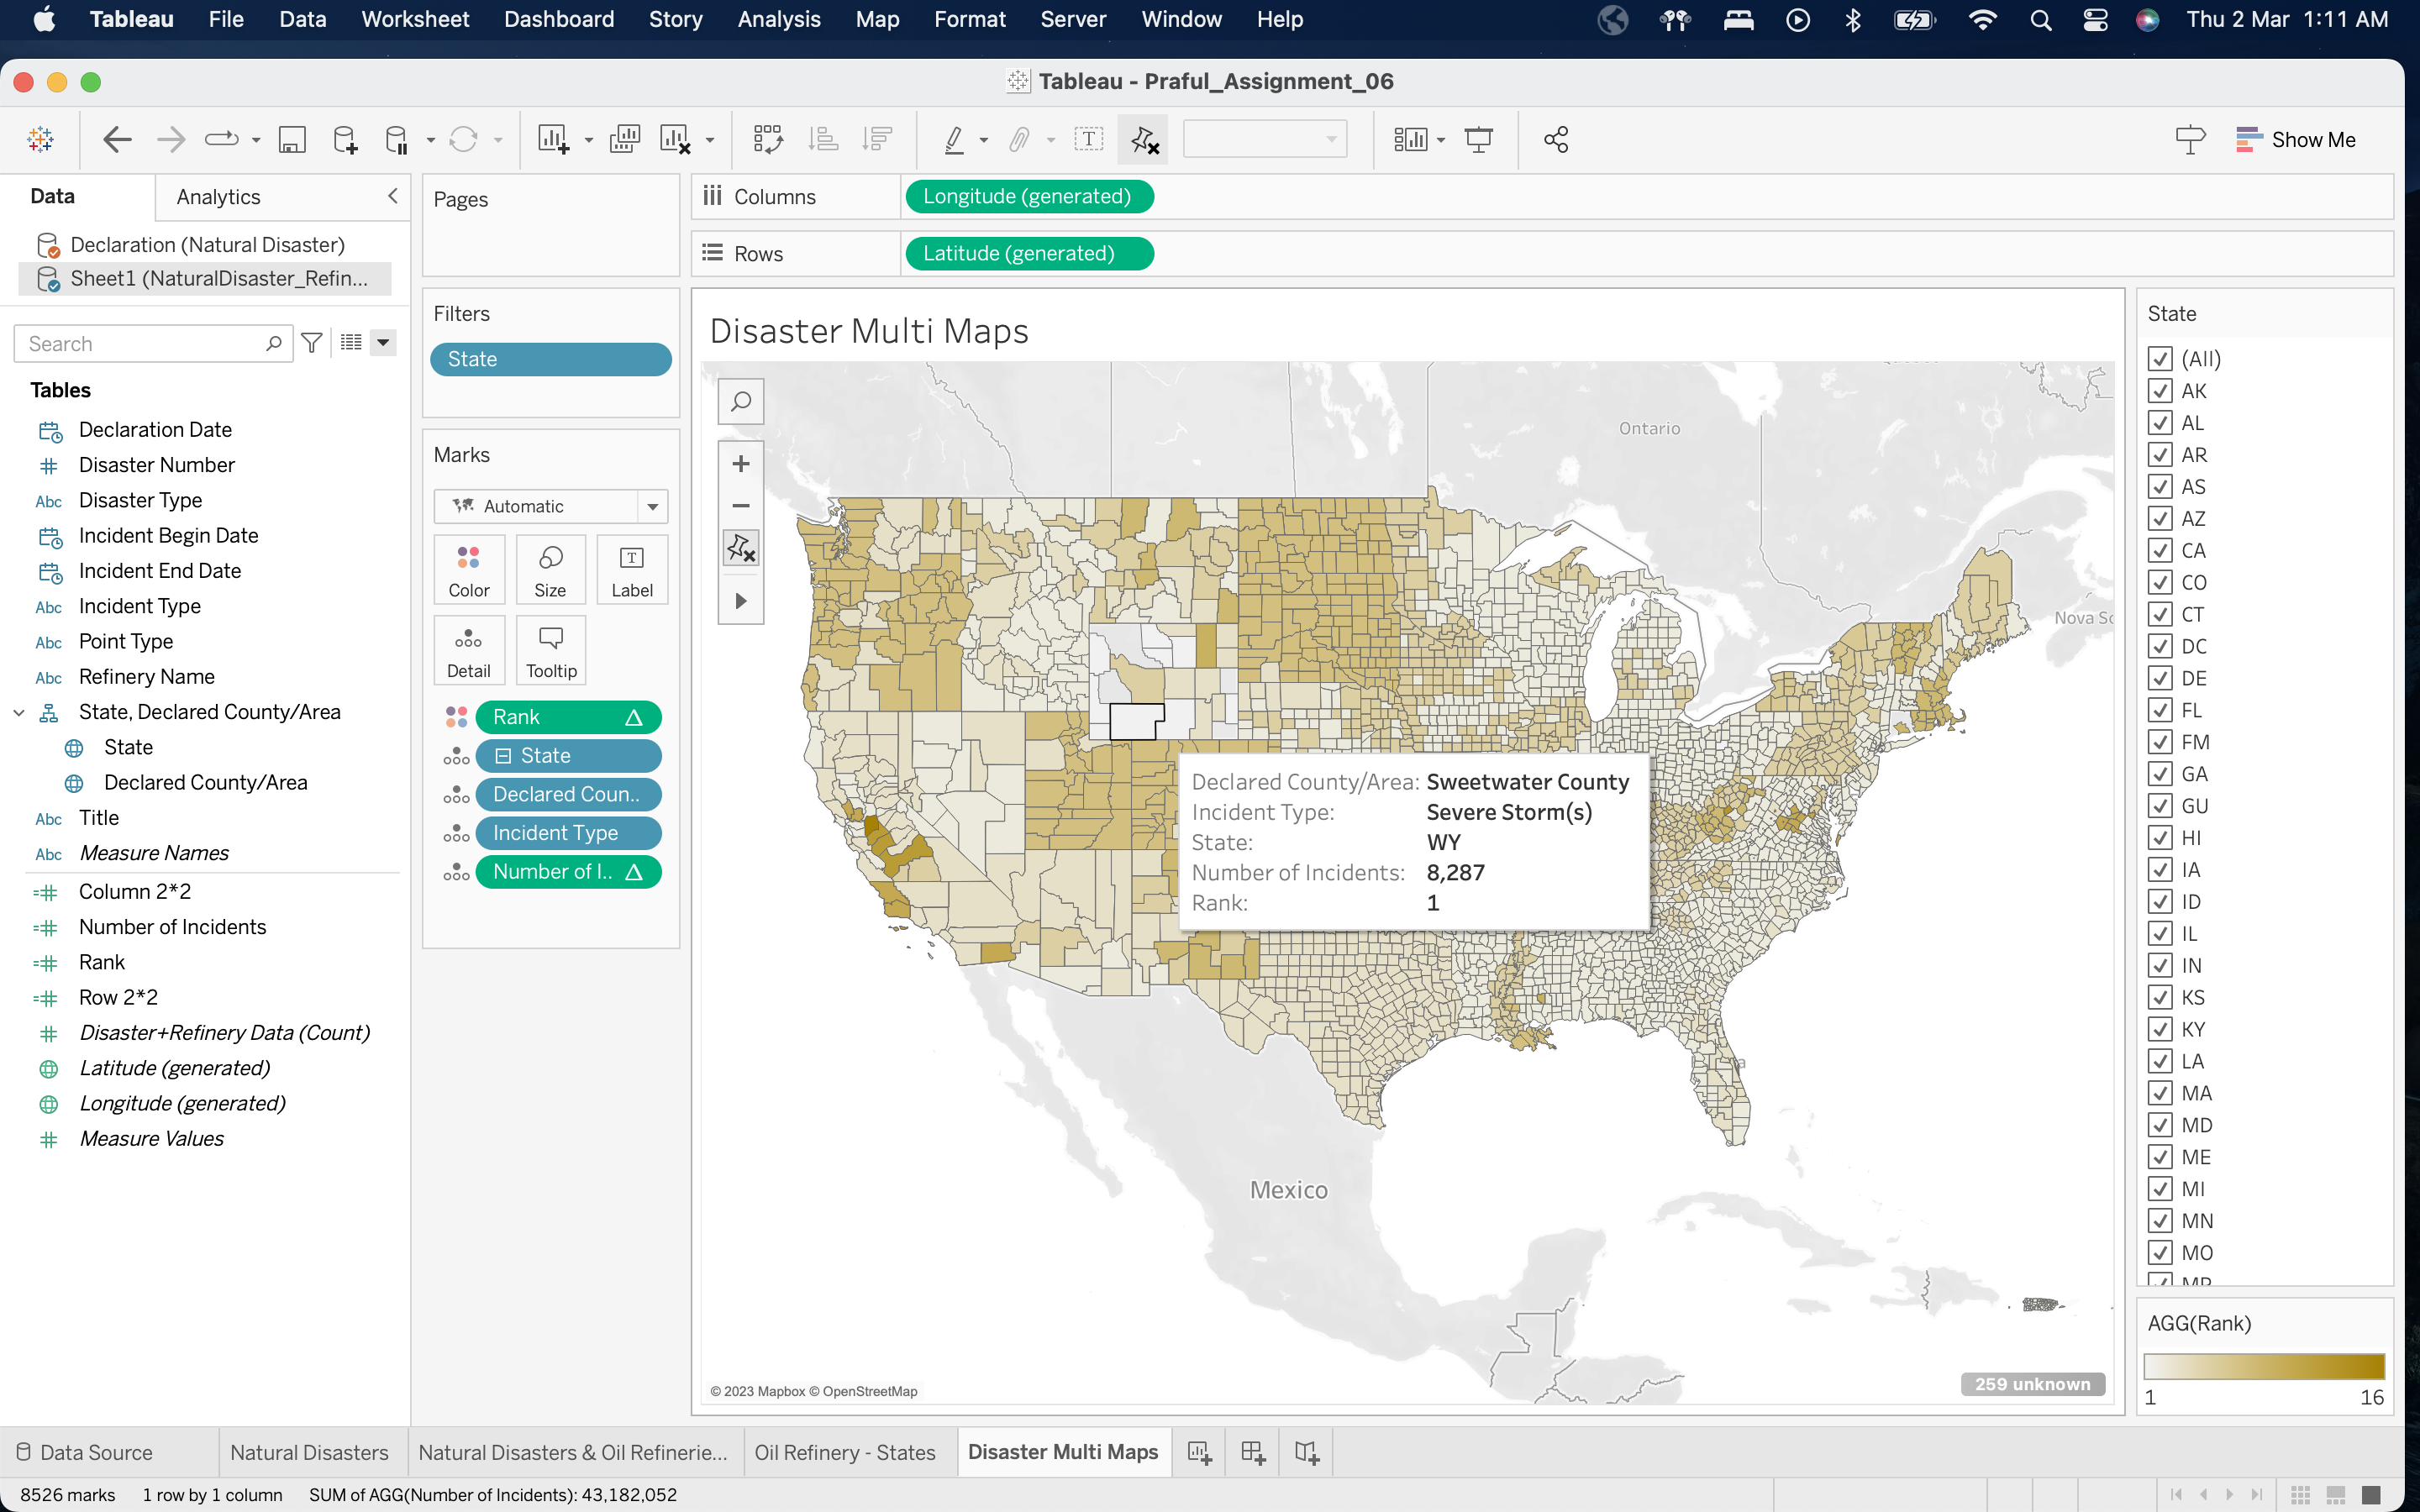 Tableau File Data Worksheet Dashboard Story Analysis Map Format Server Window Help Thu 2 Mar 1:11 AM
Tableau - Praful_Assignment_06
Show Me
Data Analytics
Declaration (Natural Disaster)
Sheet1 (NaturalDisaster_Refin...
Search
Tables
Declaration Date
Disaster Number
Abc Disaster Type
Incident Begin Date
Incident End Date
Abc Incident Type
Abc Point Type
Abc Refinery Name
State, Declared County/Area
State
Declared County/Area
Abc Title
Abc Measure Names
Column 2*2
Number of Incidents
Rank
Row 2*2
Disaster+Refinery Data (Count)
Latitude (generated)
Longitude (generated)
Measure Values
Pages
Filters
State
Marks
Automatic
Color Size Label
Detail Tooltip
Rank
State
Declared Coun..
Incident Type
Number of I..
Columns Longitude (generated)
Rows Latitude (generated)
Disaster Multi Maps
Ontario
Nova Sc
Mexico
Declared County/Area: Sweetwater County
Incident Type: Severe Storm(s)
State: WY
Number of Incidents: 8,287
Rank: 1
© 2023 Mapbox © OpenStreetMap
259 unknown
State
(All)
AK
AL
AR
AS
AZ
CA
CO
CT
DC
DE
FL
FM
GA
GU
HI
IA
ID
IL
IN
KS
KY
LA
MA
MD
ME
MI
MN
MO
AGG(Rank)
1 16
Data Source Natural Disasters Natural Disasters & Oil Refinerie... Oil Refinery - States Disaster Multi Maps
8526 marks 1 row by 1 column SUM of AGG(Number of Incidents): 43,182,052